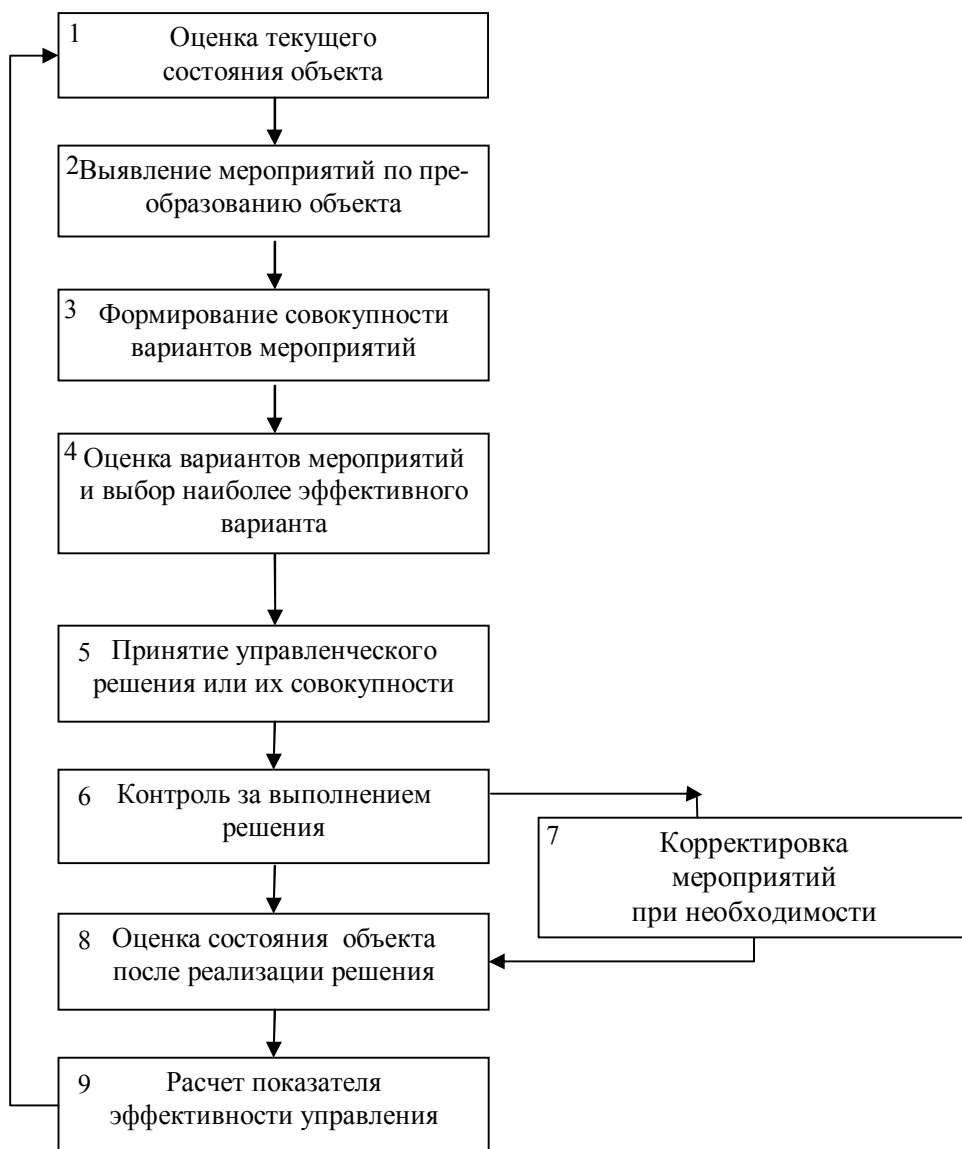 1 Оценка текущего
состояния объекта
2 Выявление мероприятий по пре-
образованию объекта
3 Формирование совокупности
вариантов мероприятий
4 Оценка вариантов мероприятий
и выбор наиболее эффективного
варианта
5 Принятие управленческого
решения или их совокупности
6 Контроль за выполнением
решения
7 Корректировка
мероприятий
при необходимости
8 Оценка состояния объекта
после реализации решения
9 Расчет показателя
эффективности управления